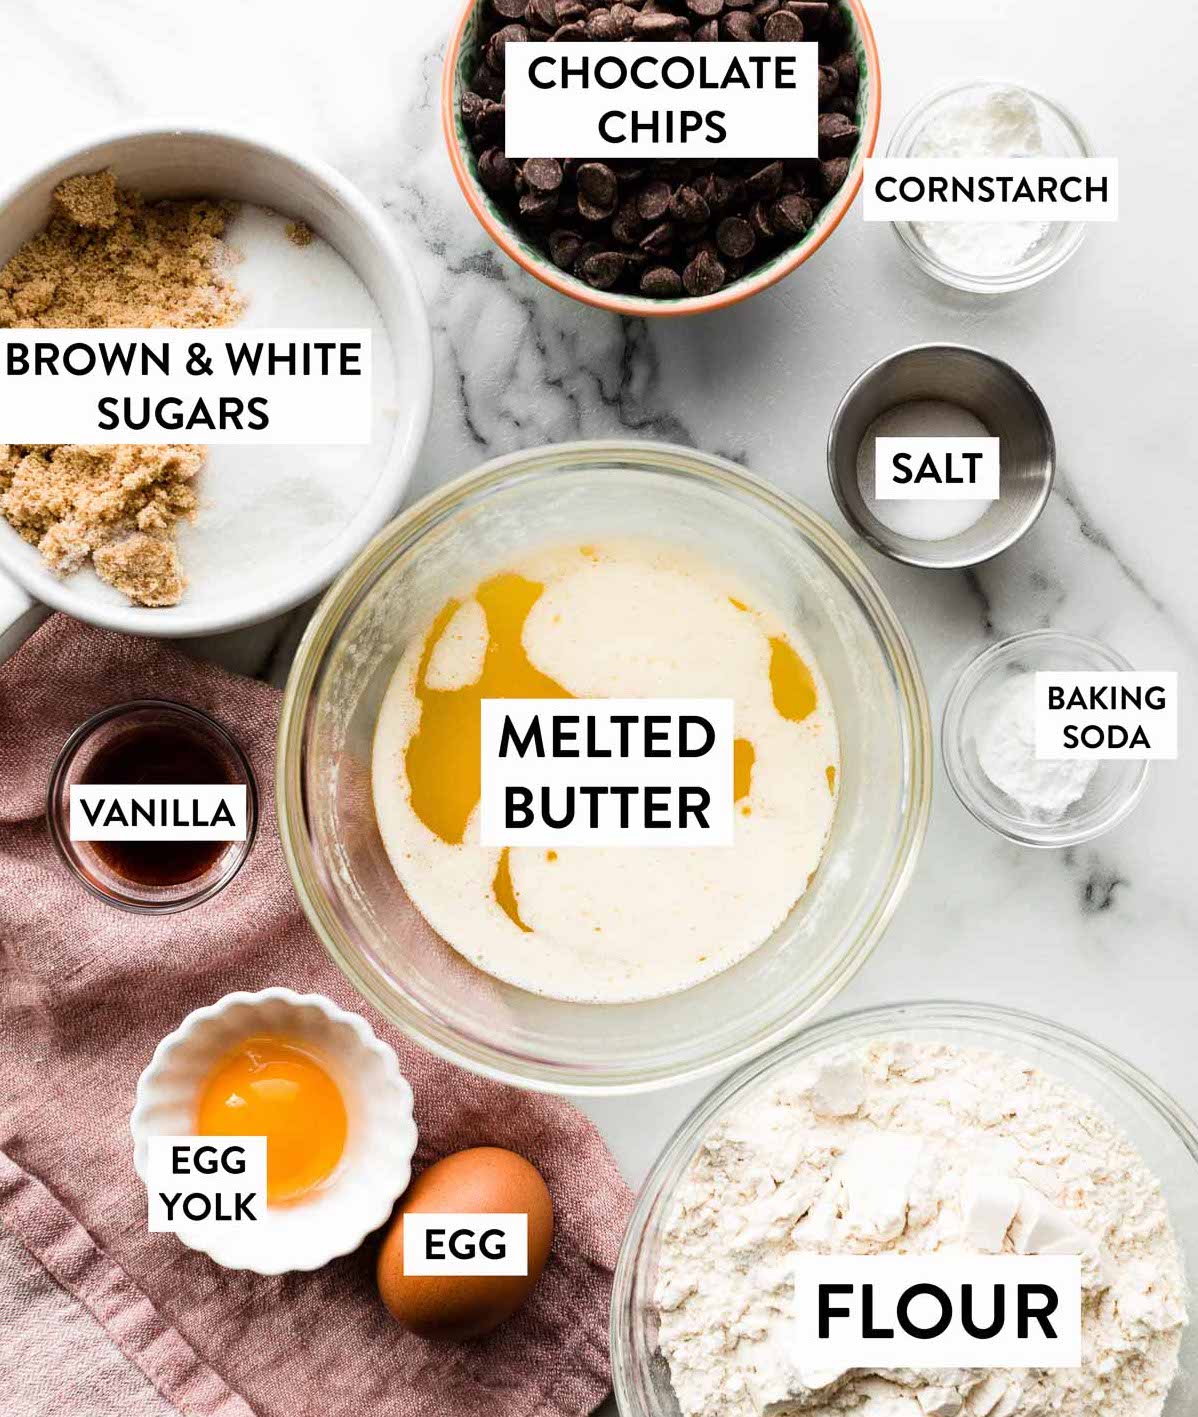 CHOCOLATE
CHIPS
CORNSTARCH
BROWN & WHITE
SUGARS
SALT
BAKING
SODA
MELTED
BUTTER
VANILLA
EGG
YOLK
EGG
FLOUR